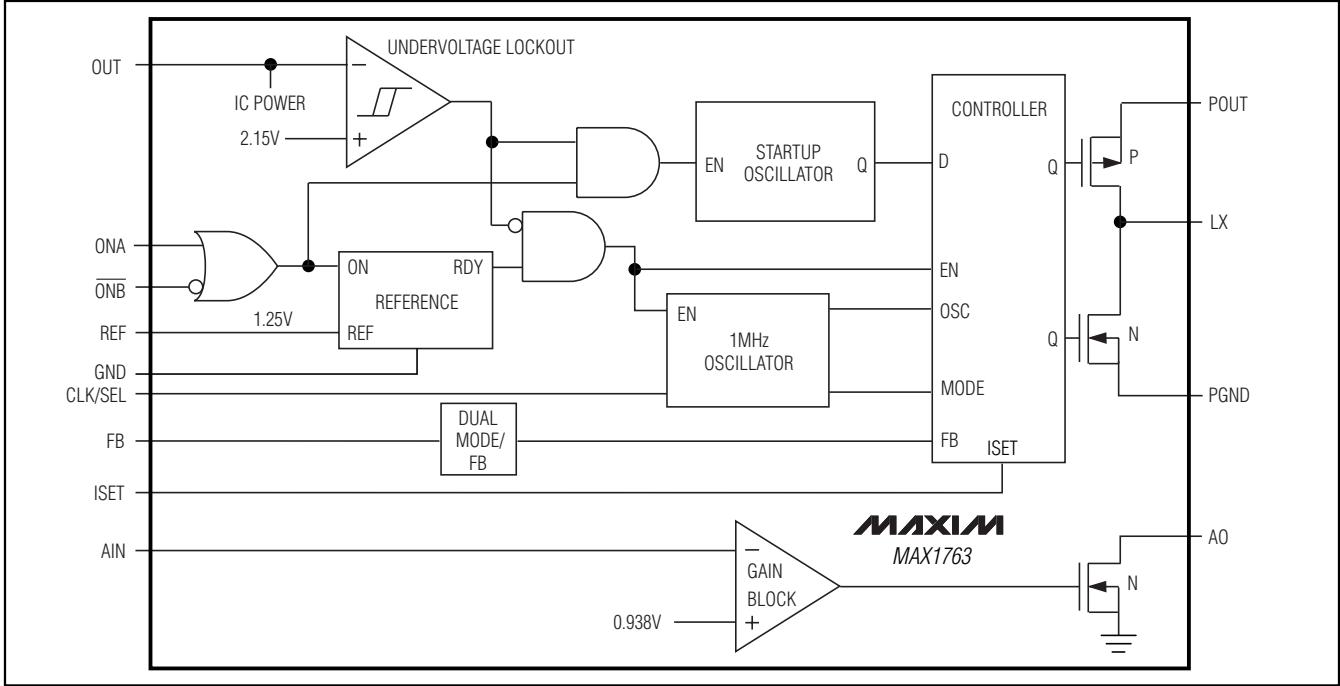 UNDERVOLTAGE LOCKOUT
OUT
−
IC POWER
2.15V
+
CONTROLLER
POUT
STARTUP
OSCILLATOR
EN
Q
D
Q
P
LX
ONA
ONB
ON
RDY
REFERENCE
1.25V
REF
REF
GND
CLK/SEL
EN
1MHz
OSCILLATOR
EN
OSC
MODE
Q
N
PGND
FB
DUAL
MODE/
FB
FB
ISET
ISET
AIN
−
GAIN
BLOCK
0.938V
+
MAXIM
MAX1763
AO
N